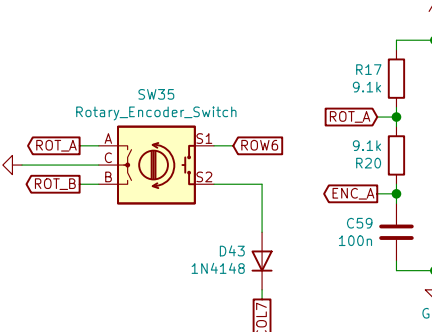 SW35
Rotary_Encoder_Switch
ROT_A
A
C
ROT_B
B
S1
ROW6
S2
D43
1N4148
R17
9.1k
ROT_A
9.1k
R20
ENC_A
C59
100n